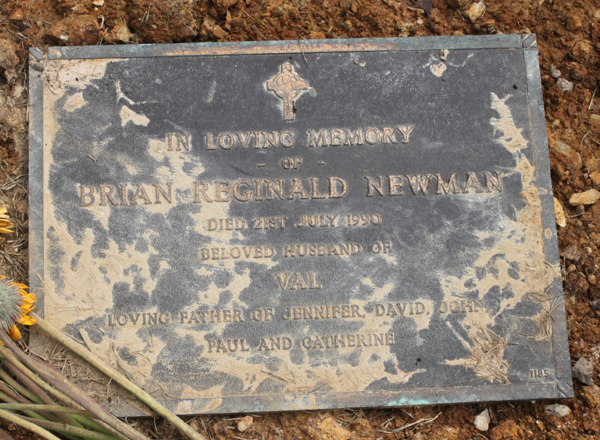 IN LOVING MEMORY
- OF -
BRIAN REGINALD NEWMAN
DIED 21ST JULY 1990
BELOVED HUSBAND OF
VAL
LOVING FATHER OF JENNIFER, DAVID, JOHN,
PAUL AND CATHERINE